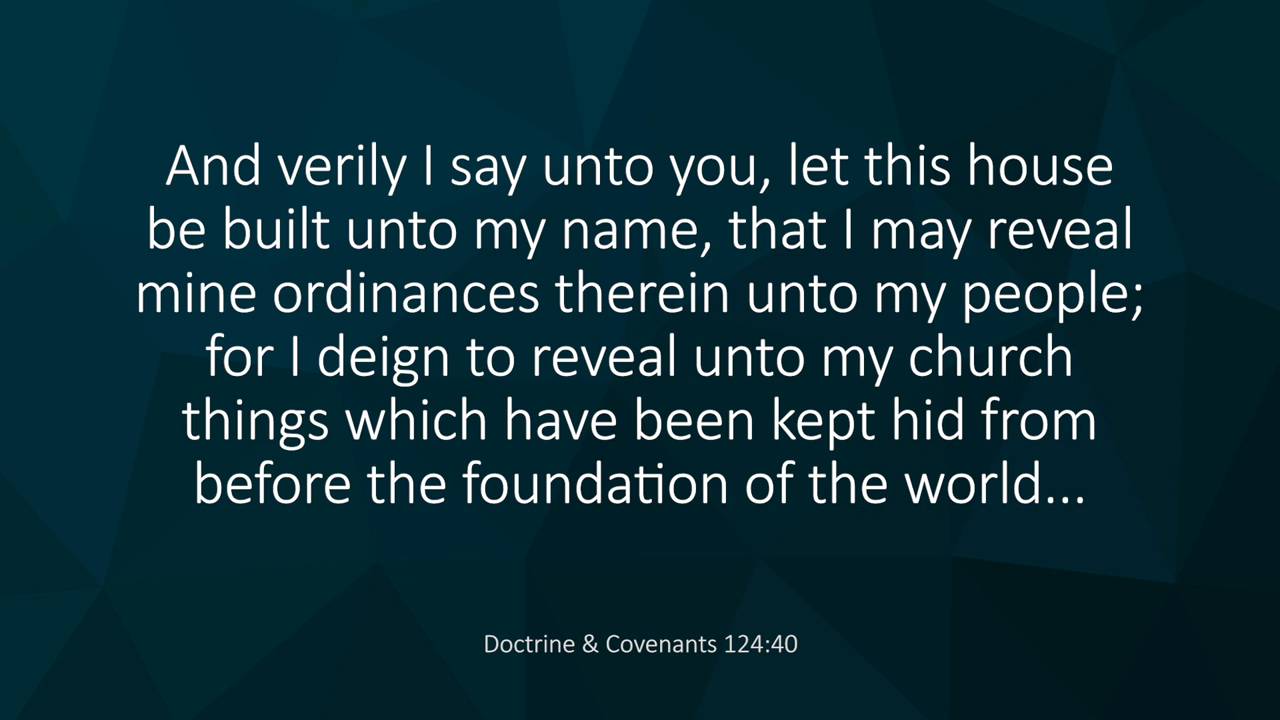 And verily I say unto you, let this house
be built unto my name, that I may reveal
mine ordinances therein unto my people;
for I deign to reveal unto my church
things which have been kept hid from
before the foundation of the world...
Doctrine & Covenants 124:40